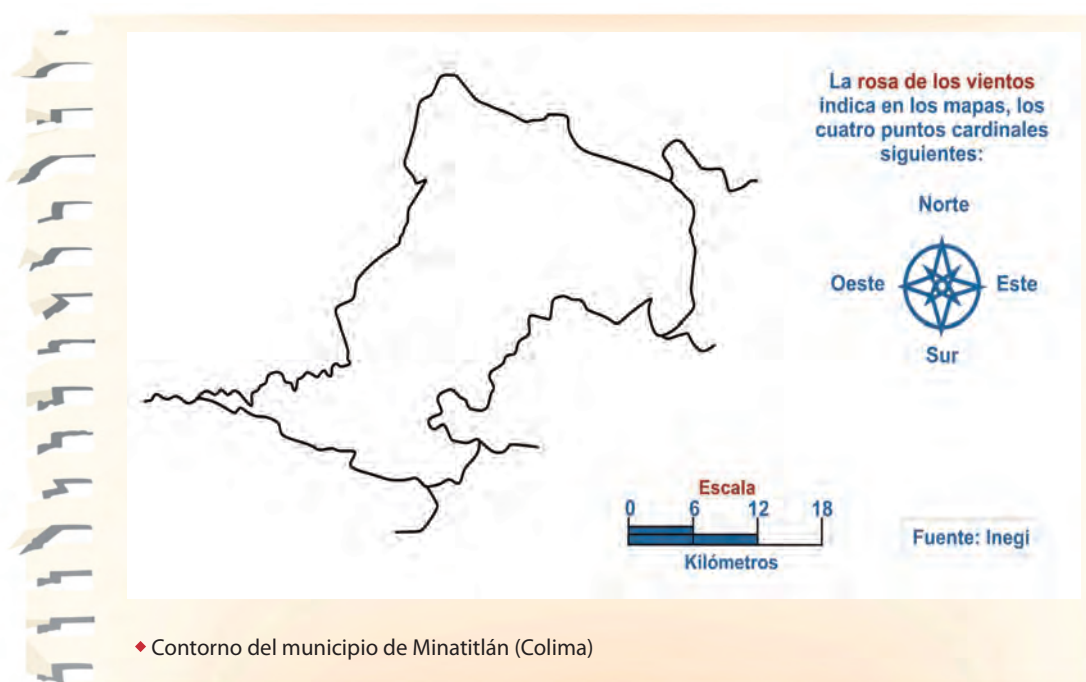 La rosa de los vientos
indica en los mapas, los
cuatro puntos cardinales
siguientes:
Norte
Oeste
Este
Sur
Escala
0 6 12 18
Kilómetros
Fuente: Inegi
Contorno del municipio de Minatitlán (Colima)